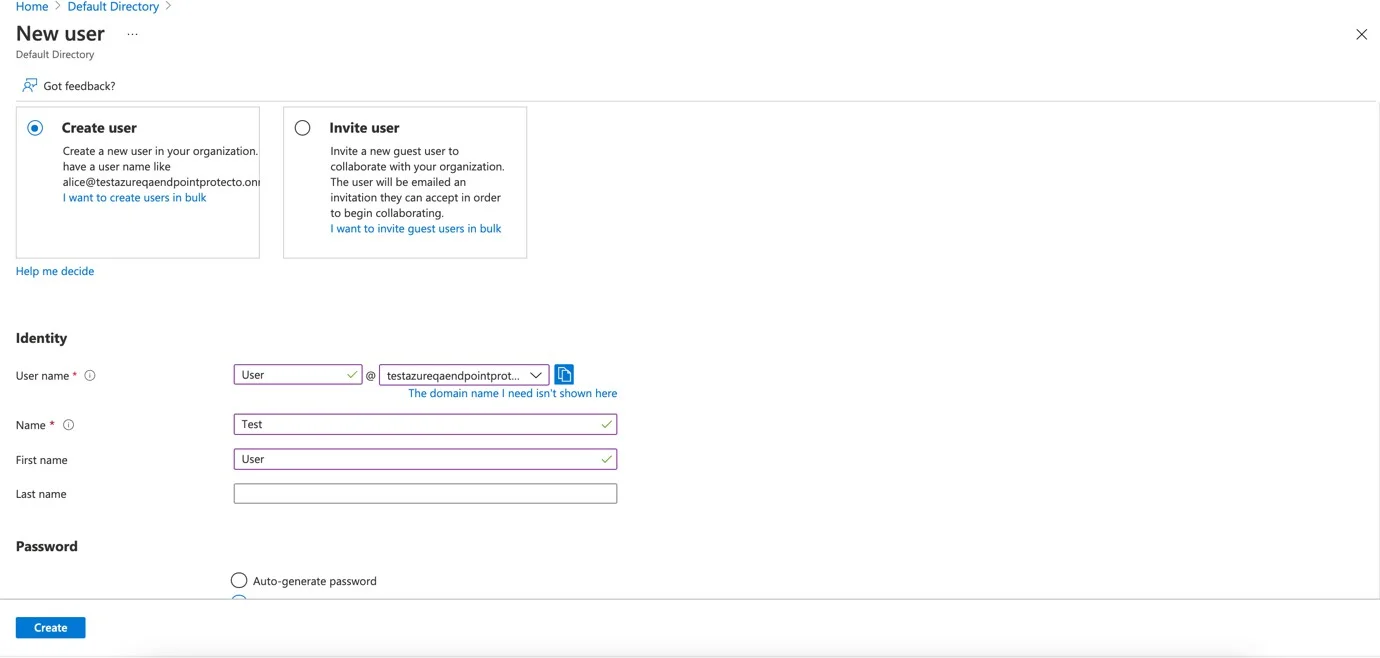 Home > Default Directory >
New user ...
Default Directory
Got feedback?
Create user
Create a new user in your organization.
have a user name like
alice@testazureqaendpointprotecto.onr
I want to create users in bulk
Invite user
Invite a new guest user to
collaborate with your organization.
The user will be emailed an
invitation they can accept in order
to begin collaborating.
I want to invite guest users in bulk
Help me decide
Identity
User name * User @ testazureqaendpointprot...
The domain name I need isn't shown here
Name * Test
First name User
Last name
Password
Auto-generate password
Create